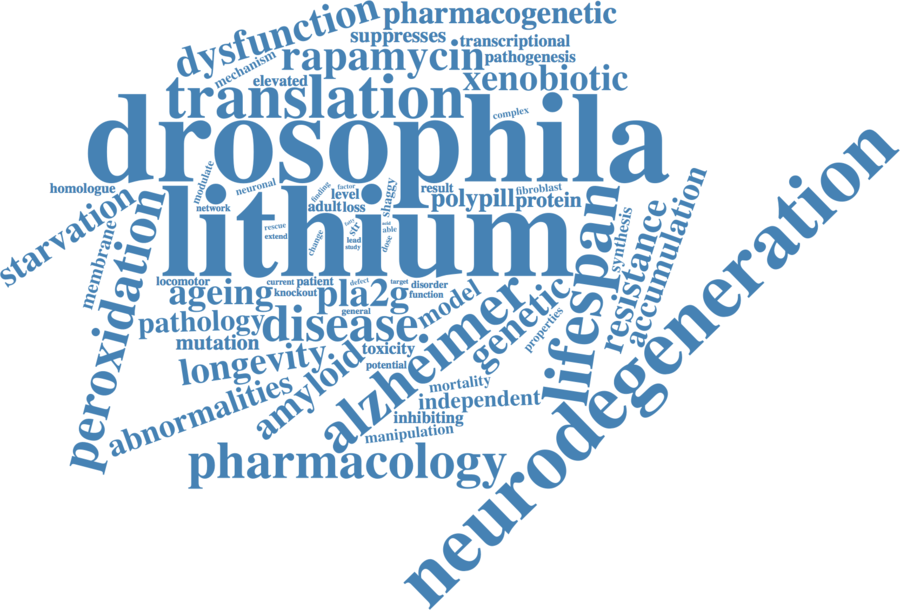 pharmacogenetic
dysfunction
suppresses
transcriptional
mechanism
rapamycin
pathogenesis
elevated
xenobiotic
translation
complex
drosophila
homologue
modulate
neuronal
finding
factor
level
shaggy
result
fibroblast
polypill
protein
starvation
network
adult
loss
lithium
rescue
extend
change
fatty
str
lead
study
acid
able
dose
membrane
peroxidation
lifespan
synthesis
resistance
accumulation
neurodegeneration
locomotor
current
patient
defect
target
disorder
ageing
knockout
pla2g
function
general
model
pathology
disease
genetic
properties
mutation
toxicity
longevity
potential
alzheimer
amyloid
abnormalities
mortality
independent
inhibiting
manipulation
pharmacology